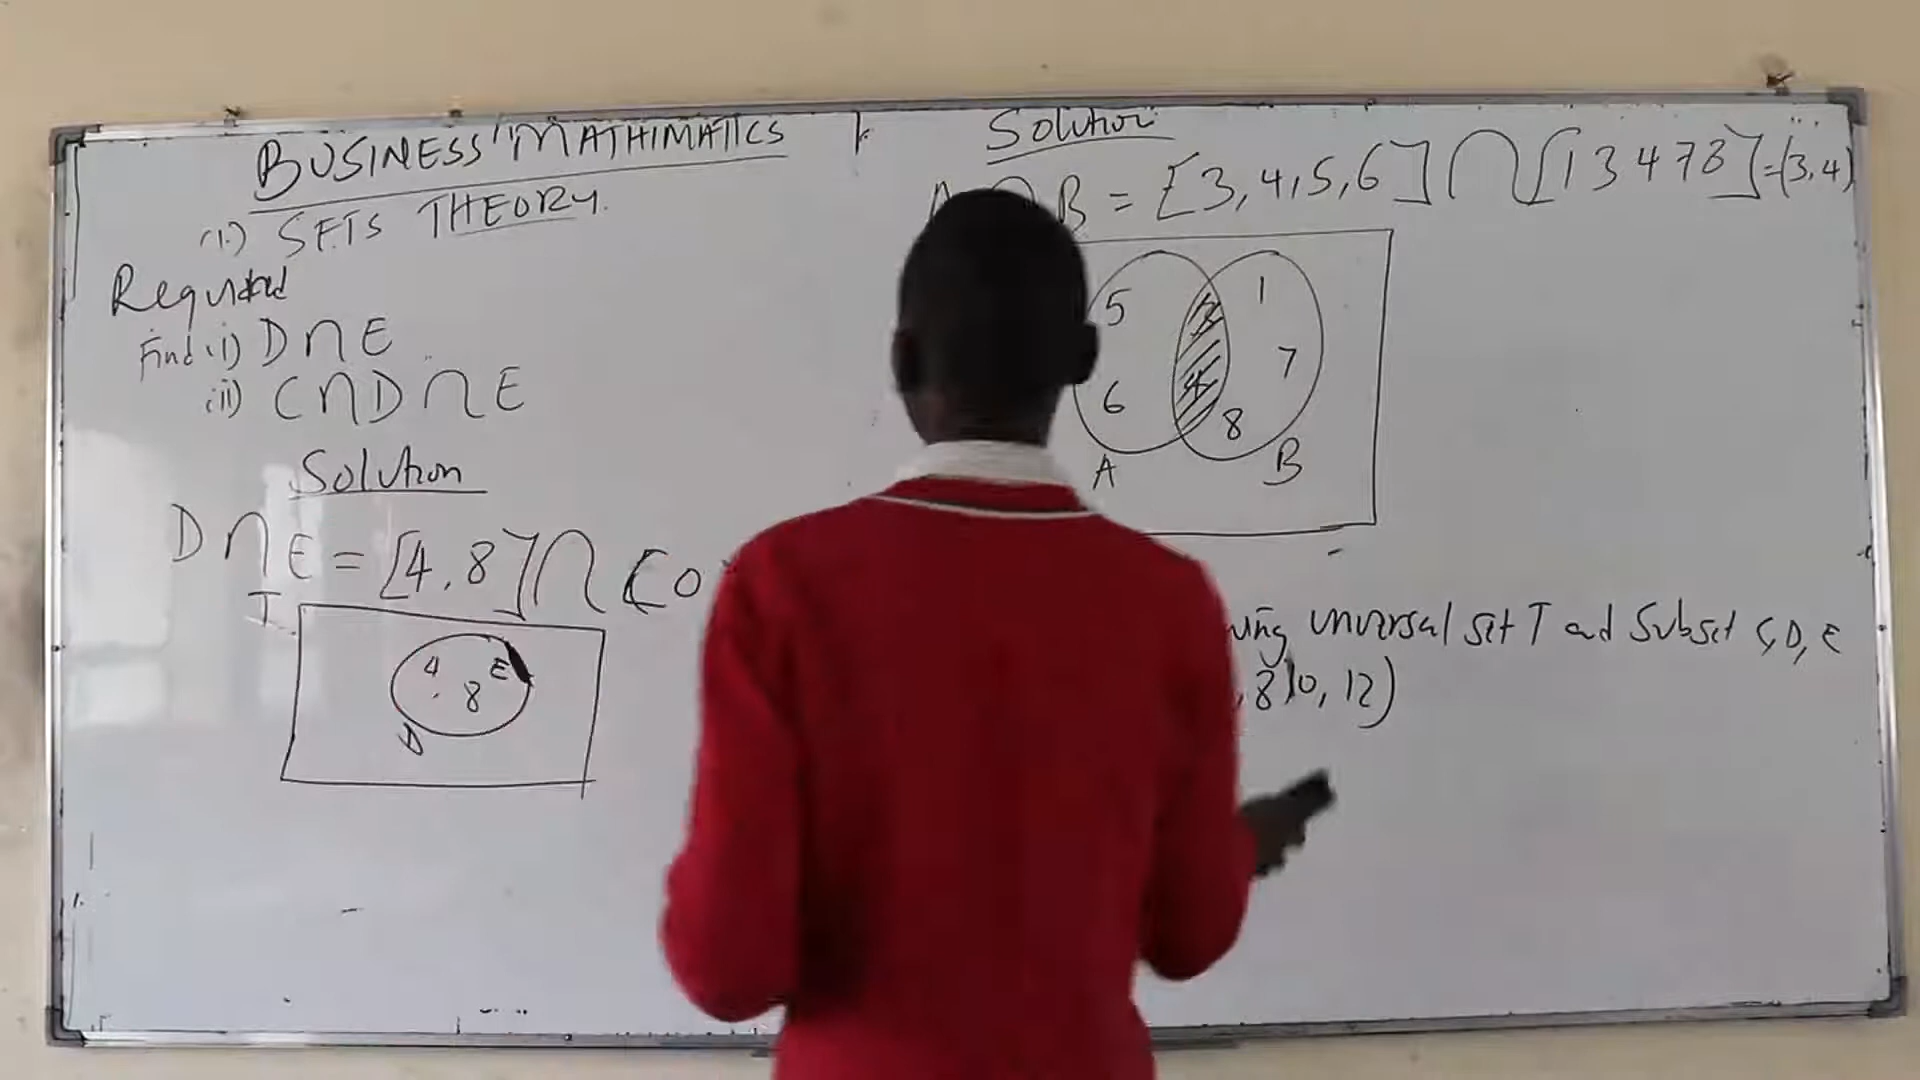 BUSINESS MATHIMATICS
(1.) SETS THEORY.
Required
Find (i) D ∩ E
(ii) C ∩ D ∩ E
Solution
D ∩ E = [4, 8] ∩ (0
T
4 E
8
D
Solution
B = [3, 4, 5, 6] ∩ [1 3 4 7 8] = (3, 4)
5 1
7
6 4
8
A B
universal set T and Subset C, D, E
, 8 10, 12)